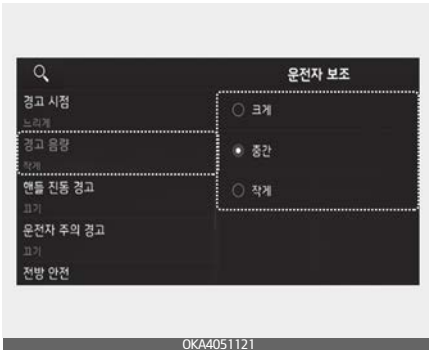 운전자 보조
경고 시점
느리게
경고 음량
작게
핸들 진동 경고
끄기
운전자 주의 경고
끄기
전방 안전
크게
중간
작게
OKA4051121